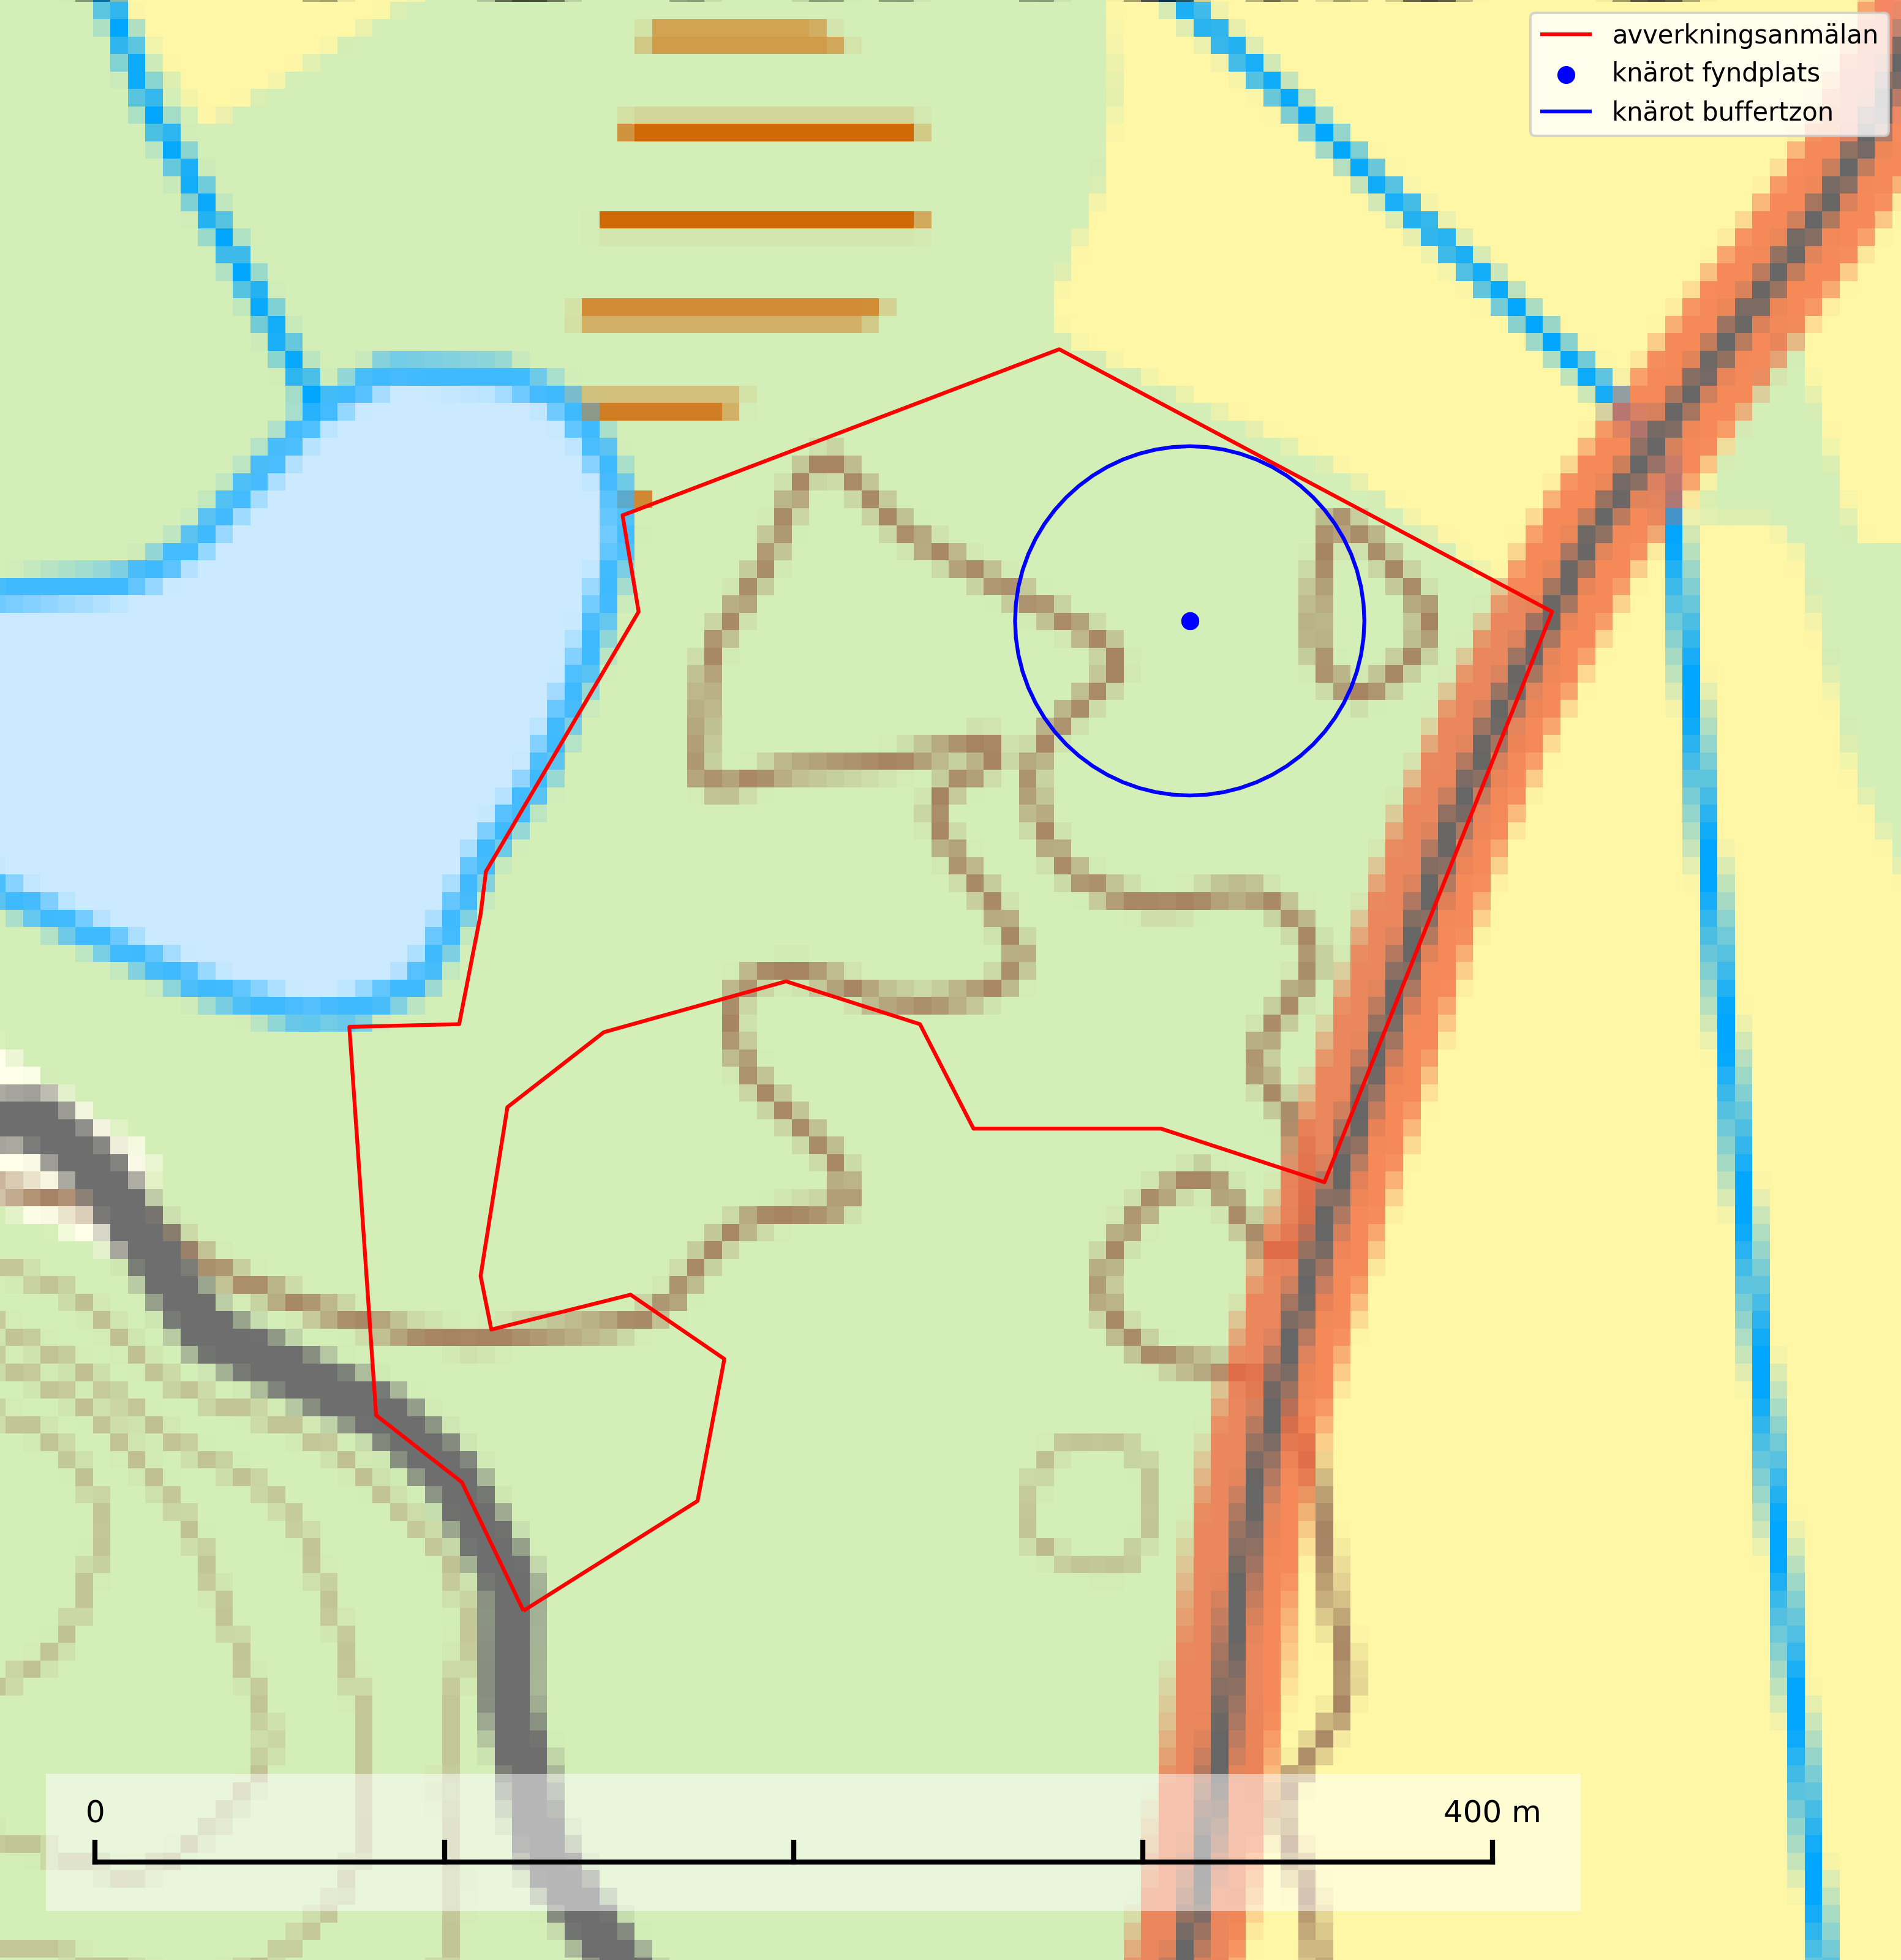 avverkningsanmälan
knärot fyndplats
knärot buffertzon
0
400 m